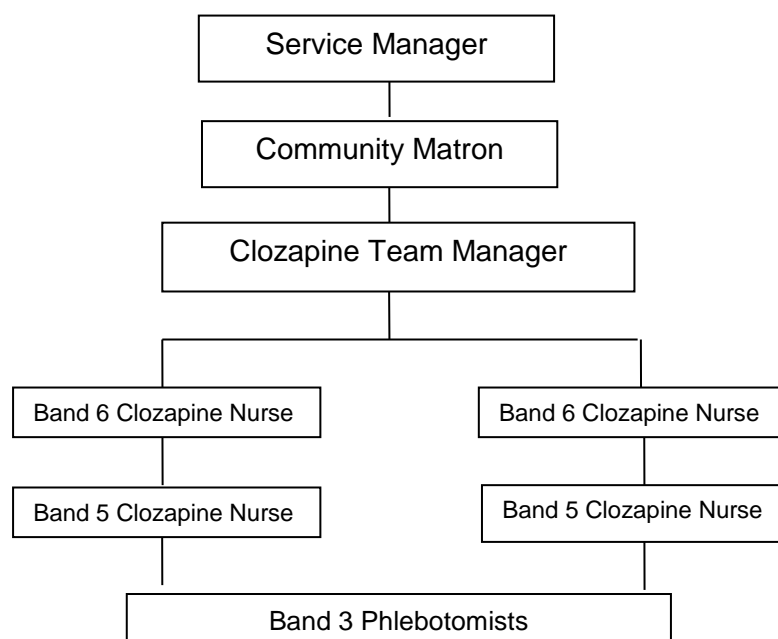 Service Manager
Community Matron
Clozapine Team Manager
Band 6 Clozapine Nurse
Band 6 Clozapine Nurse
Band 5 Clozapine Nurse
Band 5 Clozapine Nurse
Band 3 Phlebotomists